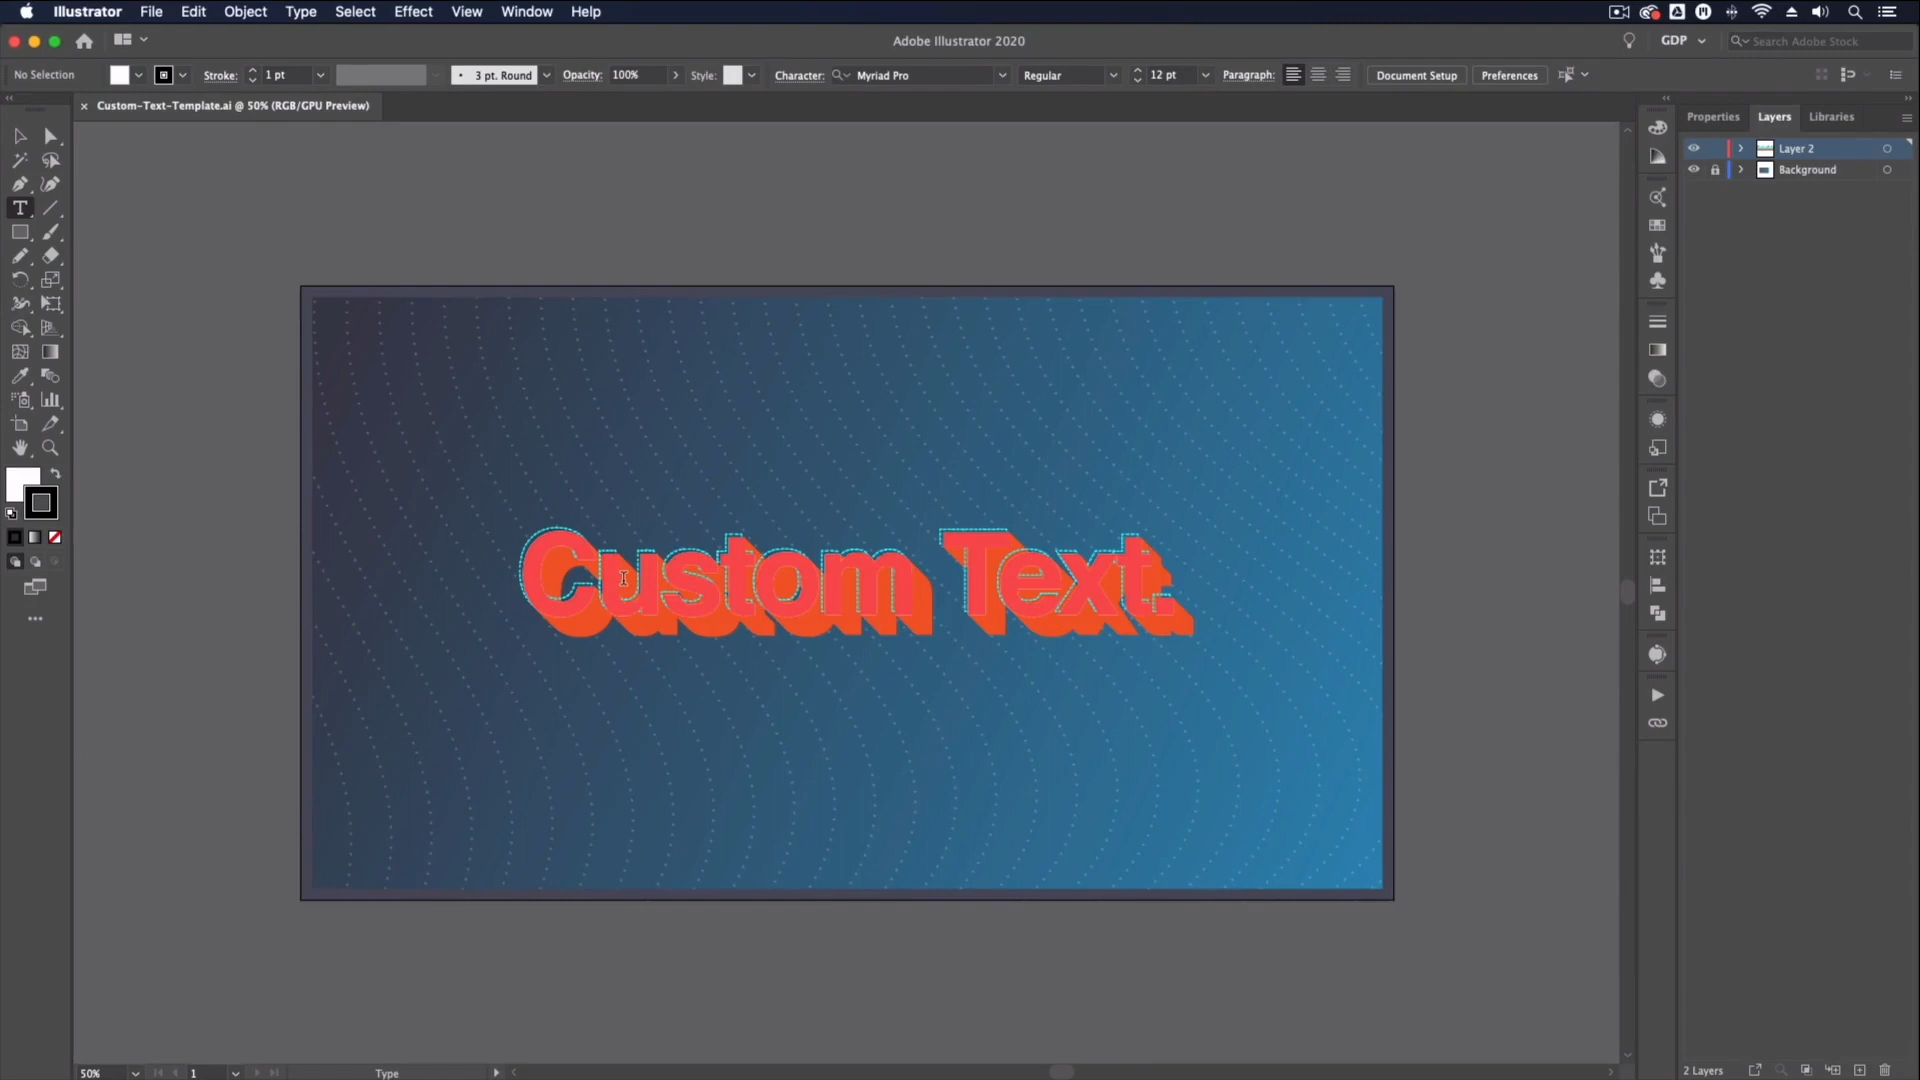 Illustrator File Edit Object Type Select Effect View Window Help
Adobe Illustrator 2020
GDP
Search Adobe Stock
No Selection
Stroke: 1 pt
3 pt. Round
Opacity: 100%
Style:
Character: Myriad Pro
Regular
12 pt
Paragraph:
Document Setup
Preferences
Custom-Text-Template.ai @ 50% (RGB/GPU Preview)
Properties Layers Libraries
Layer 2
Background
Custom Text.
50%
1
Type
2 Layers